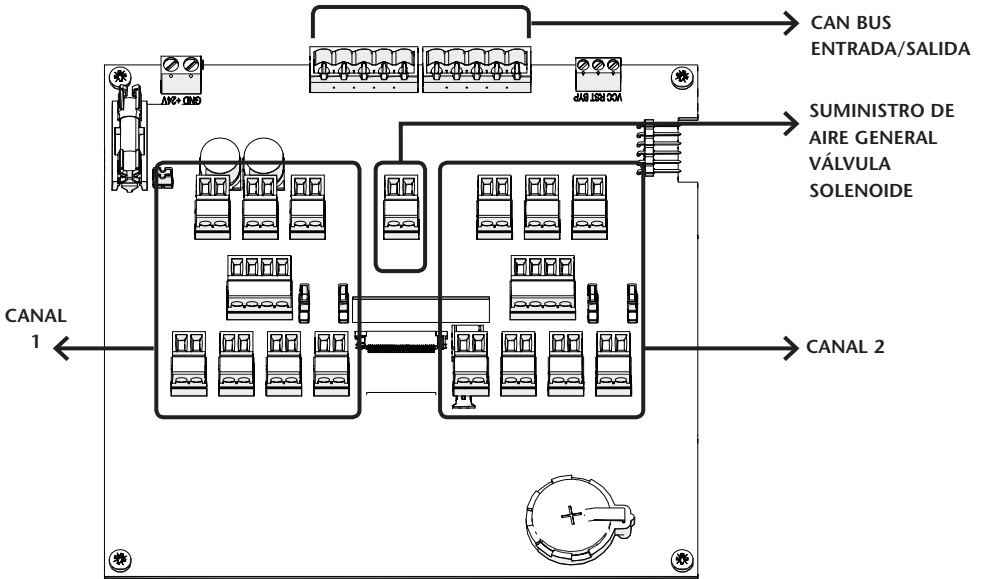 CAN BUS
ENTRADA/SALIDA
GND +24V
VCC RST BYP
SUMINISTRO DE
AIRE GENERAL
VÁLVULA
SOLENOIDE
CANAL
1
CANAL 2